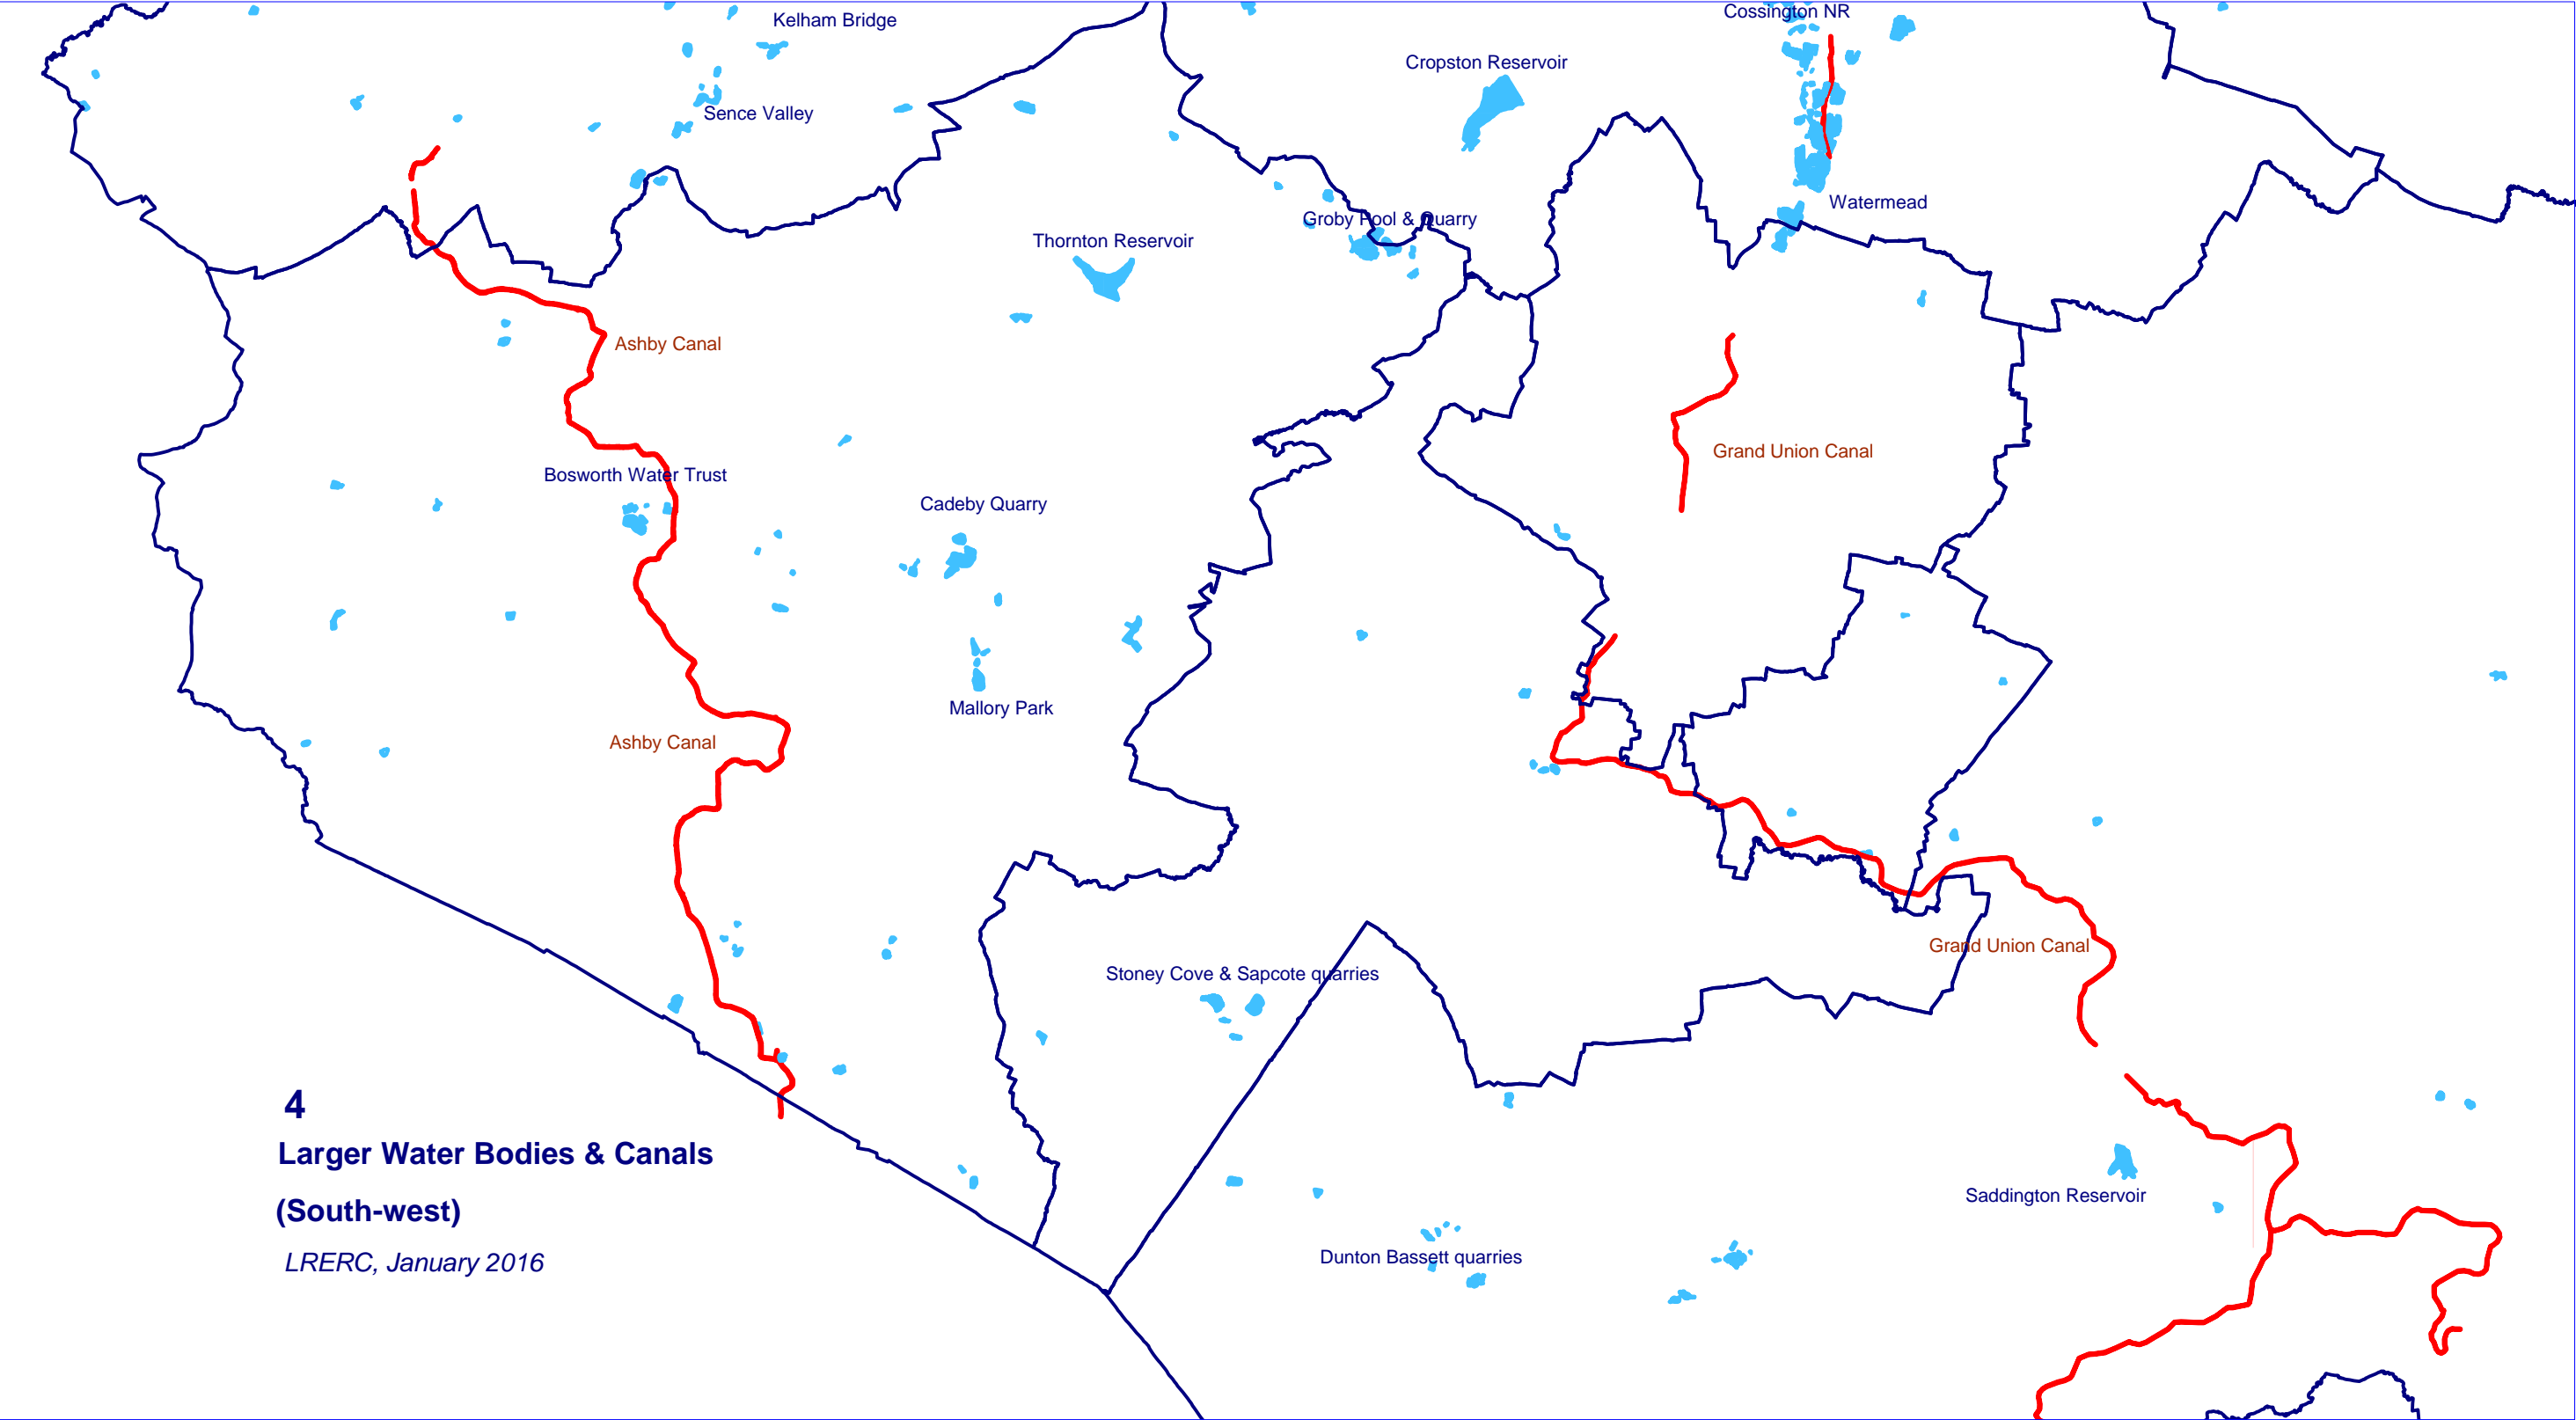 Cossington NR
Kelham Bridge
Cropston Reservoir
Sence Valley
Watermead
Groby Pool & Quarry
Thornton Reservoir
Ashby Canal
Grand Union Canal
Bosworth Water Trust
Cadeby Quarry
Mallory Park
Ashby Canal
Grand Union Canal
Stoney Cove & Sapcote quarries
4
Larger Water Bodies & Canals
(South-west)
LRERC, January 2016
Saddington Reservoir
Dunton Bassett quarries